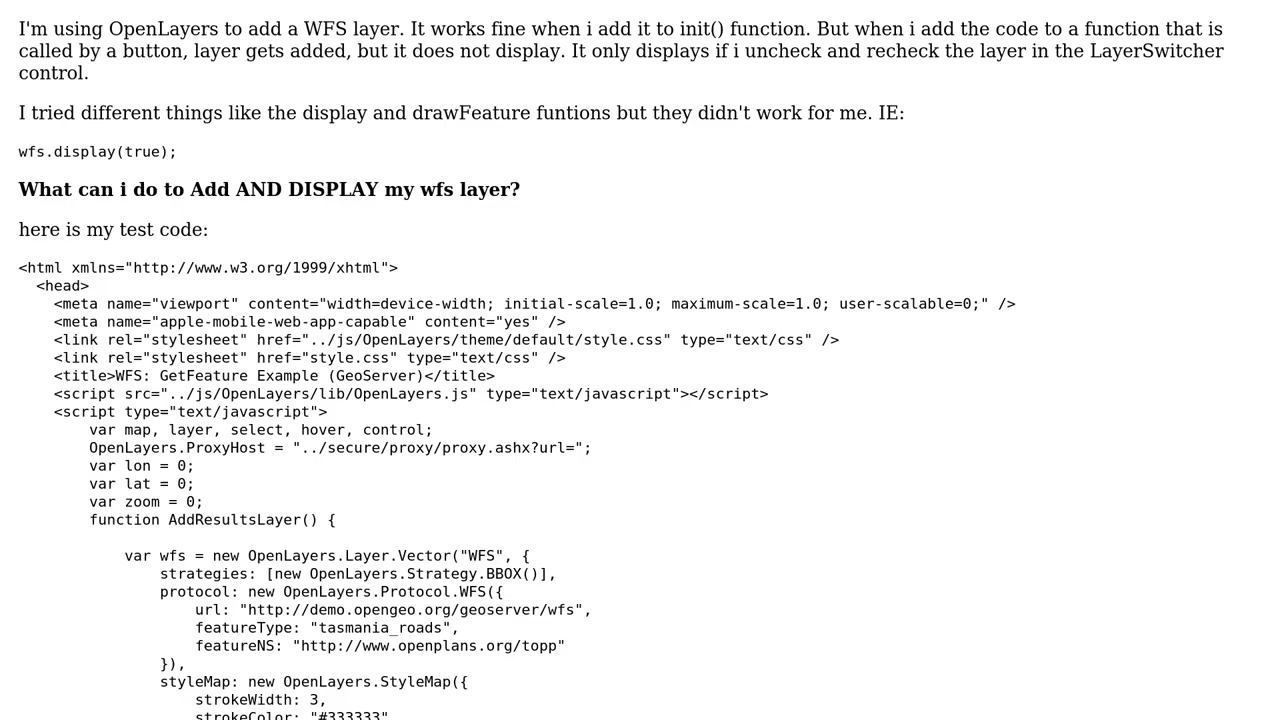 I'm using OpenLayers to add a WFS layer. It works fine when i add it to init() function. But when i add the code to a function that is
called by a button, layer gets added, but it does not display. It only displays if i uncheck and recheck the layer in the LayerSwitcher
control.
I tried different things like the display and drawFeature funtions but they didn't work for me. IE:
wfs.display(true);
What can i do to Add AND DISPLAY my wfs layer?
here is my test code:
<html xmlns="http://www.w3.org/1999/xhtml">
  <head>
    <meta name="viewport" content="width=device-width; initial-scale=1.0; maximum-scale=1.0; user-scalable=0;" />
    <meta name="apple-mobile-web-app-capable" content="yes" />
    <link rel="stylesheet" href="../js/OpenLayers/theme/default/style.css" type="text/css" />
    <link rel="stylesheet" href="style.css" type="text/css" />
    <title>WFS: GetFeature Example (GeoServer)</title>
    <script src="../js/OpenLayers/lib/OpenLayers.js" type="text/javascript"></script>
    <script type="text/javascript">
        var map, layer, select, hover, control;
        OpenLayers.ProxyHost = "../secure/proxy/proxy.ashx?url=";
        var lon = 0;
        var lat = 0;
        var zoom = 0;
        function AddResultsLayer() {
            var wfs = new OpenLayers.Layer.Vector("WFS", {
                strategies: [new OpenLayers.Strategy.BBOX()],
                protocol: new OpenLayers.Protocol.WFS({
                    url: "http://demo.opengeo.org/geoserver/wfs",
                    featureType: "tasmania_roads",
                    featureNS: "http://www.openplans.org/topp"
                }),
                styleMap: new OpenLayers.StyleMap({
                    strokeWidth: 3,
                    strokeColor: "#333333"